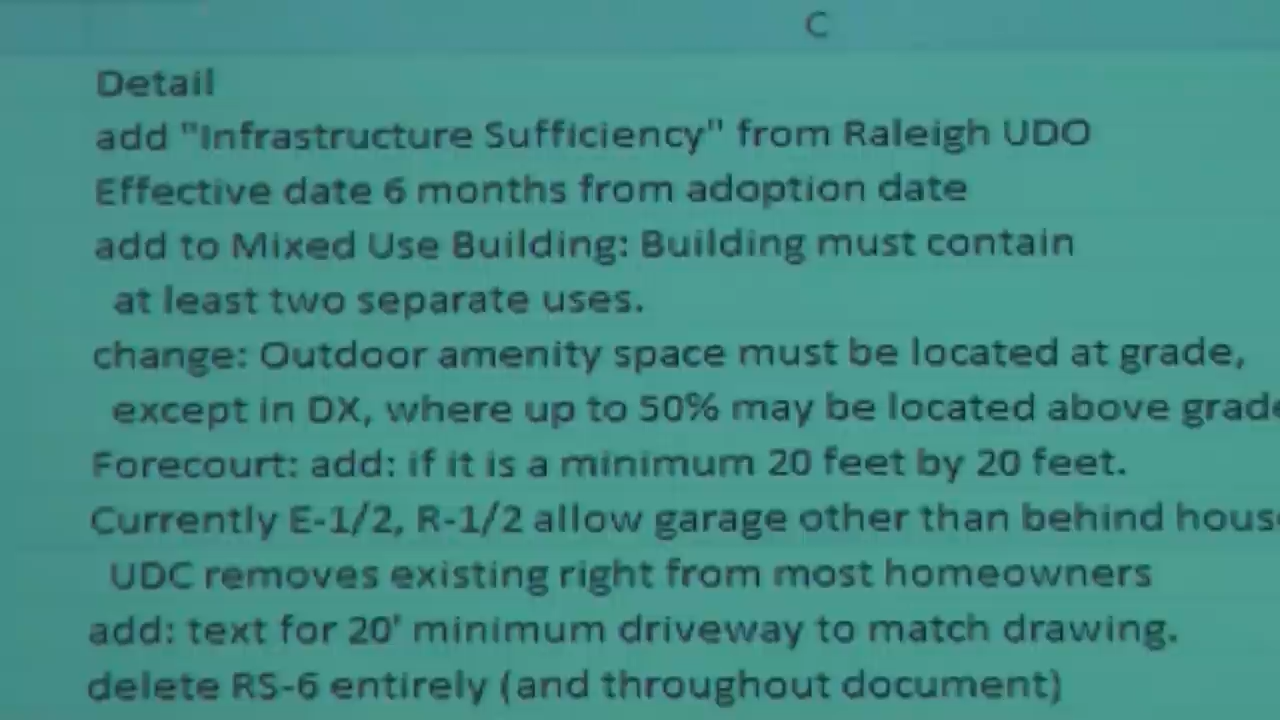 C
Detail
add "Infrastructure Sufficiency" from Raleigh UDO
Effective date 6 months from adoption date
add to Mixed Use Building: Building must contain
at least two separate uses.
change: Outdoor amenity space must be located at grade,
except in DX, where up to 50% may be located above grade
Forecourt: add: if it is a minimum 20 feet by 20 feet.
Currently E-1/2, R-1/2 allow garage other than behind hous
UDC removes existing right from most homeowners
add: text for 20' minimum driveway to match drawing.
delete RS-6 entirely (and throughout document)